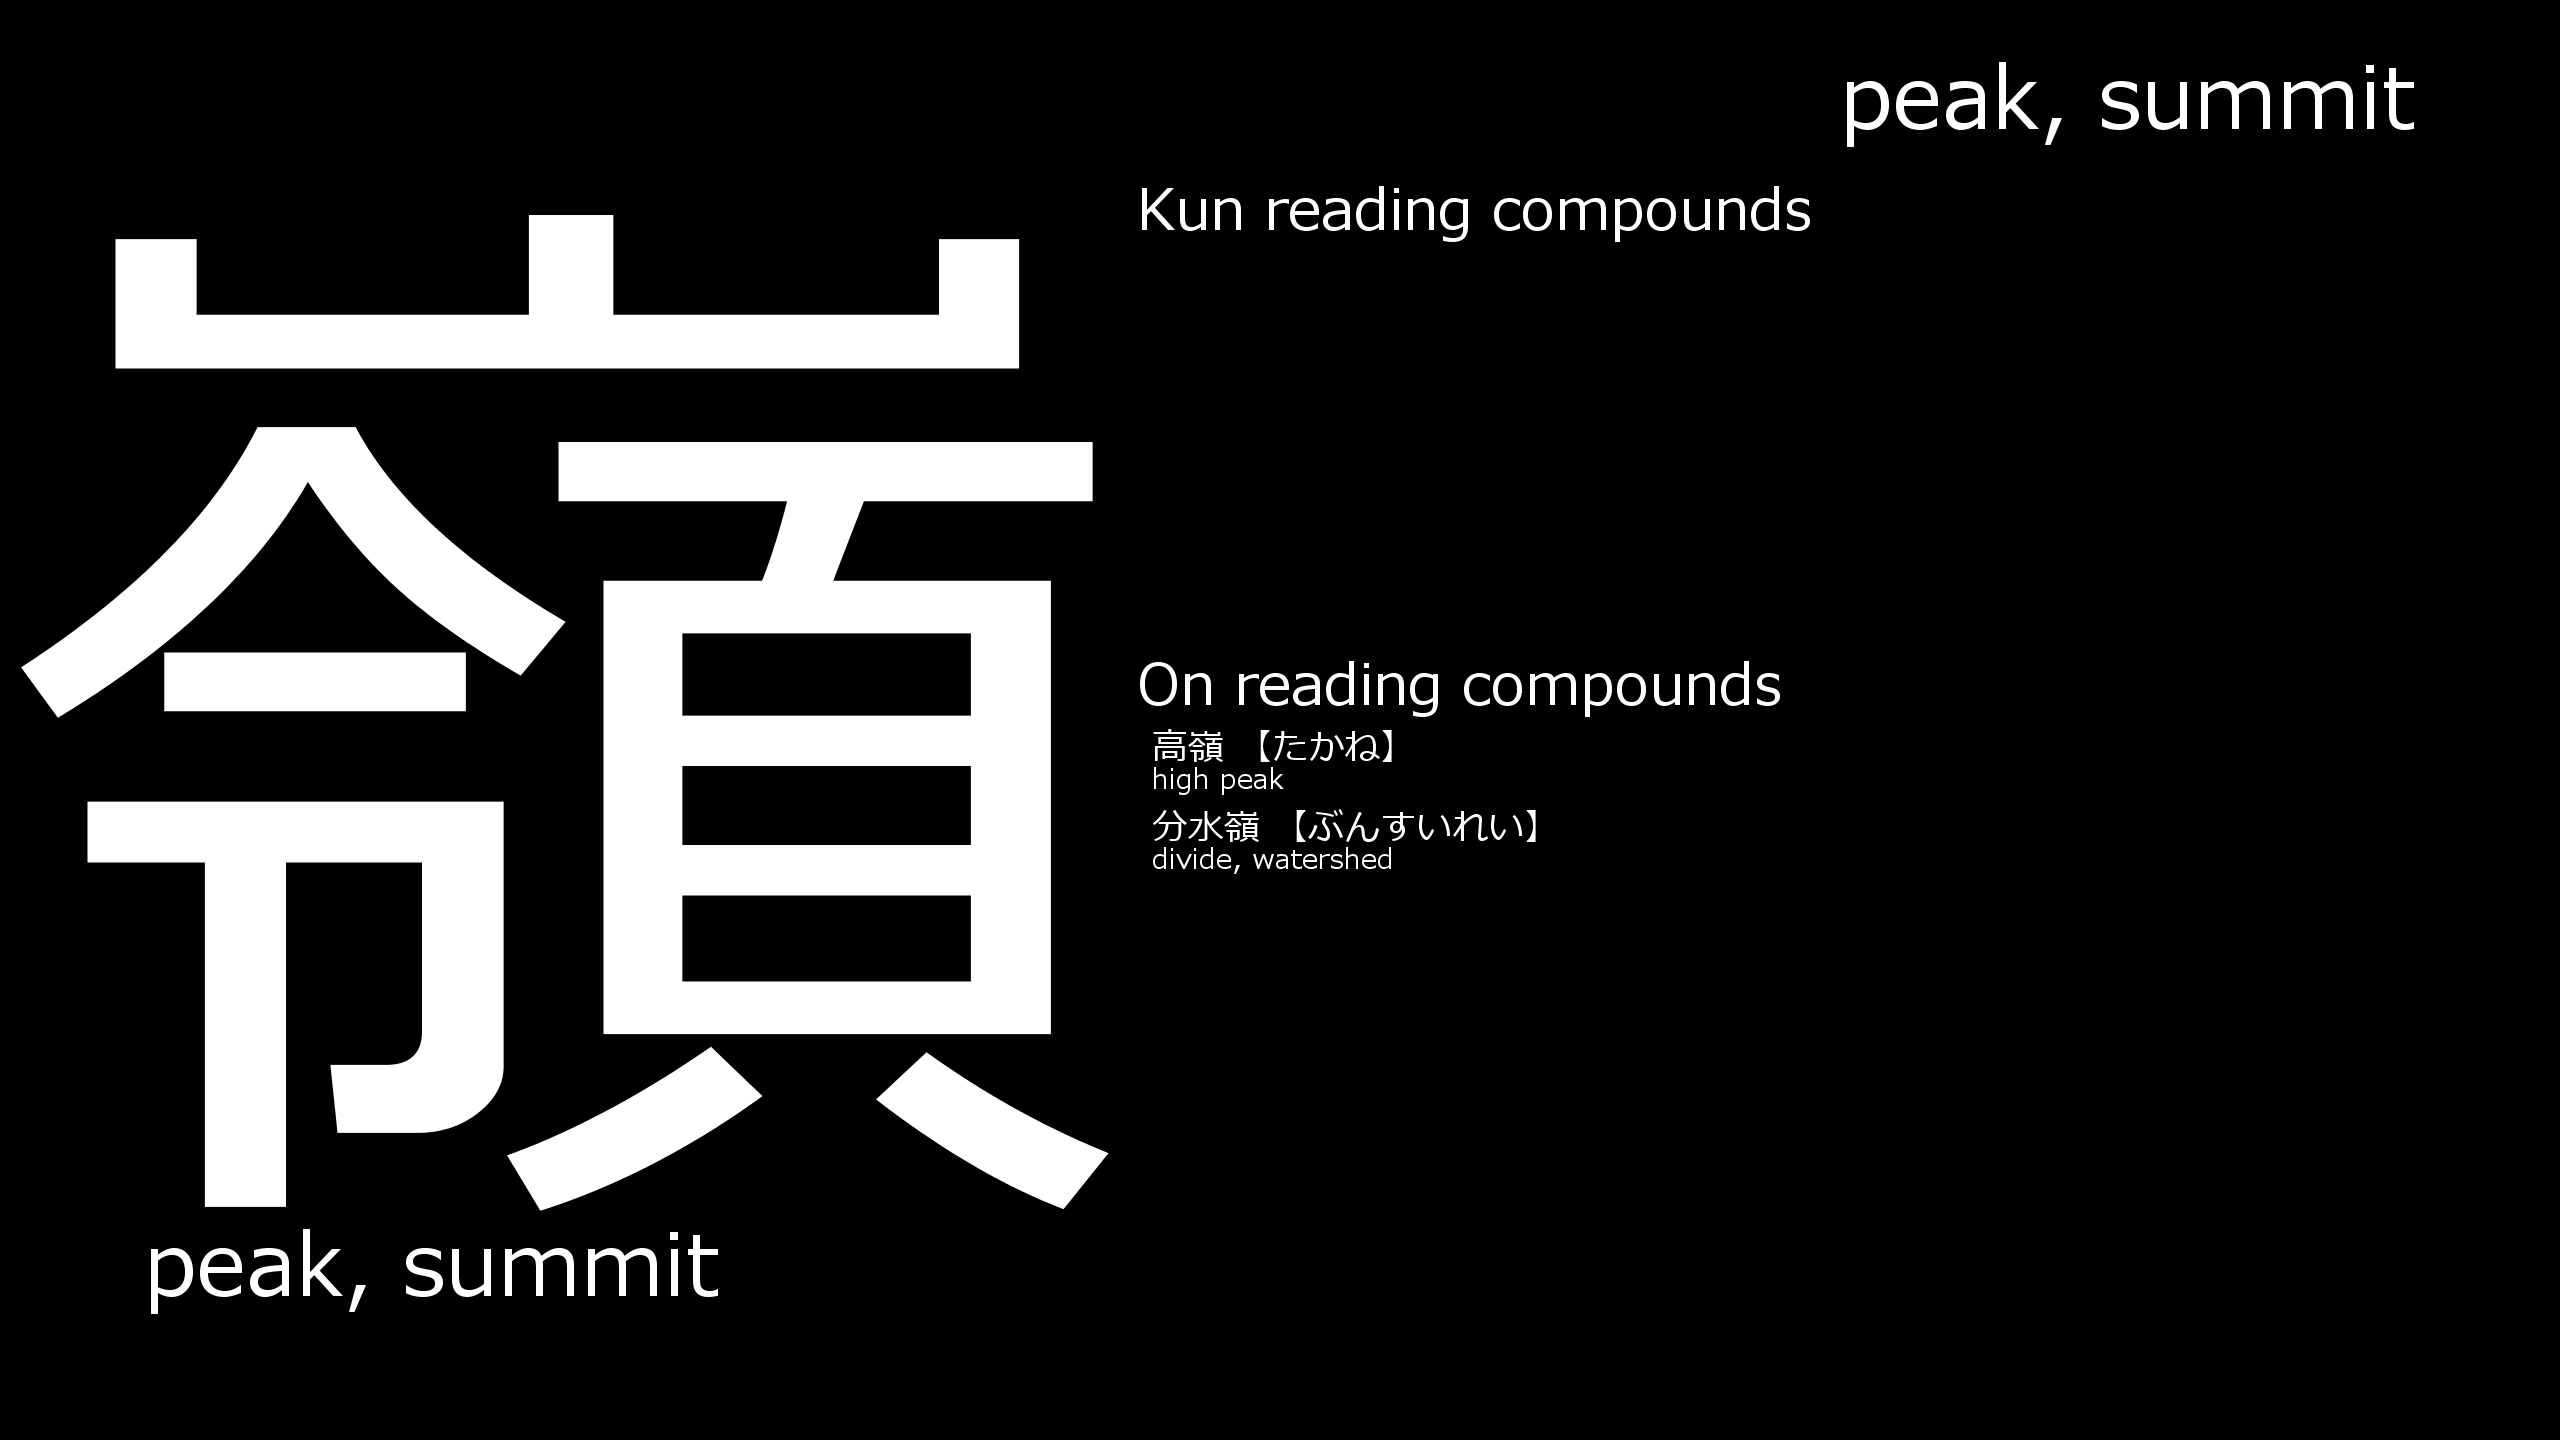 peak, summit
嶺
peak, summit
Kun reading compounds
On reading compounds
高嶺 【たかね】
high peak
分水嶺 【ぶんすいれい】
divide, watershed